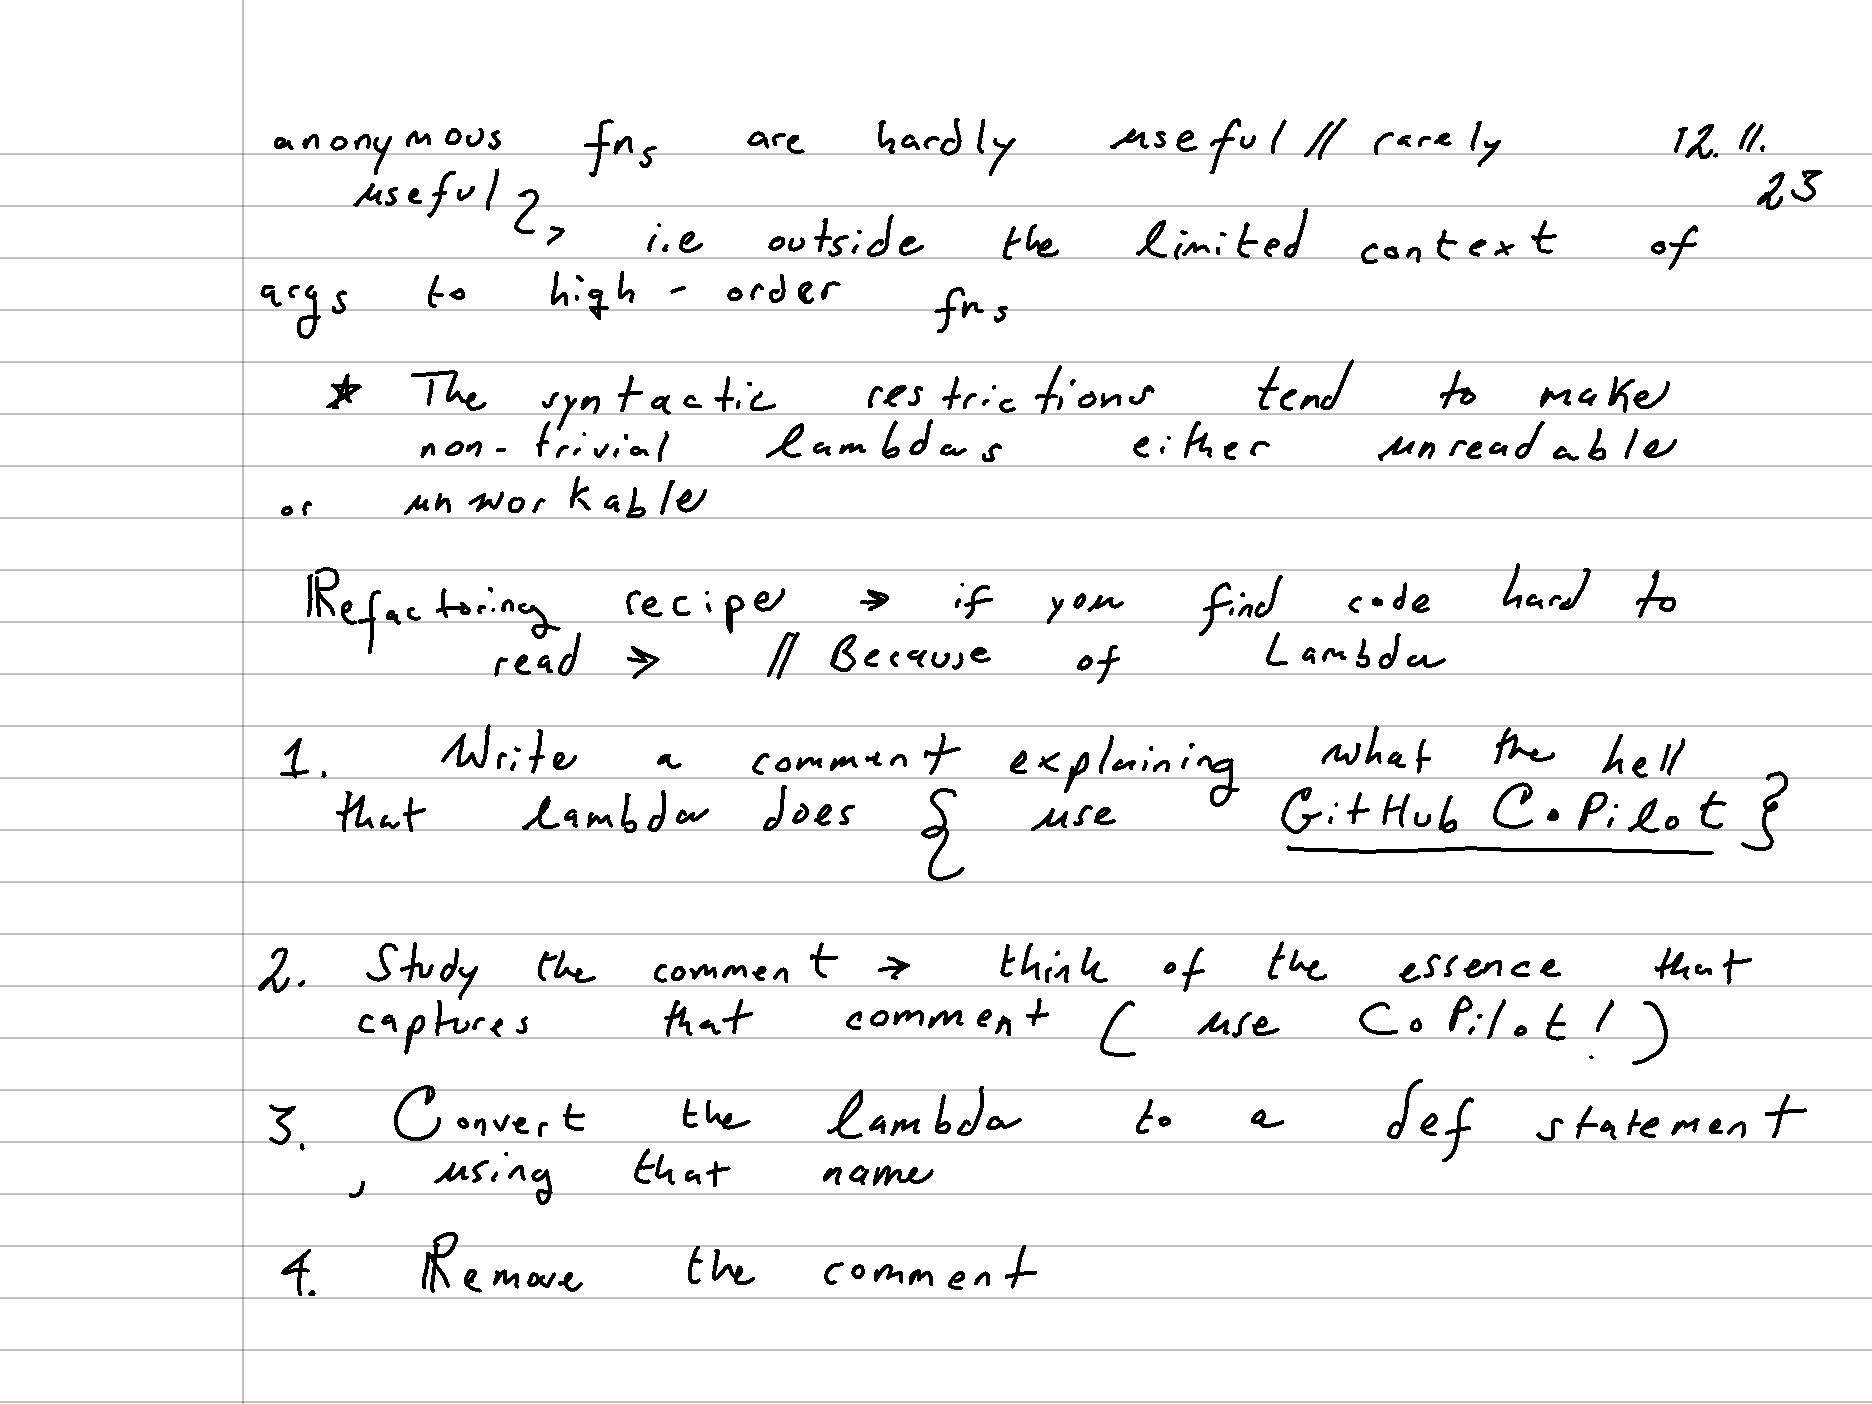 anonymous fns are hardly useful // rarely 12.11.
useful 23
→ i.e outside the limited context of
args to high - order fns
* The syntactic restrictions tend to make
non-trivial lambdas either unreadable
or unworkable
Refactoring recipe → if you find code hard to
read → // Because of Lambda
1. Write a comment explaining what the hell
that lambda does { use GitHub CoPilot }
2. Study the comment → think of the essence that
captures that comment ( use CoPilot! )
3. Convert the lambda to a def statement
, using that name
4. Remove the comment